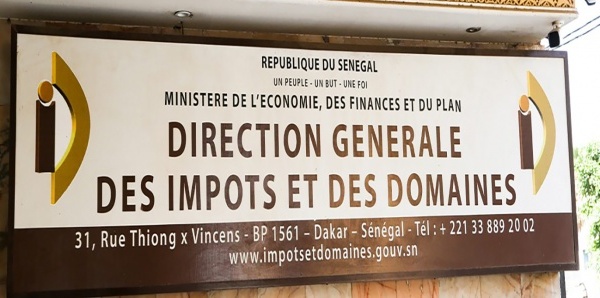 REPUBLIQUE DU SENEGAL
UN PEUPLE - UN BUT - UNE FOI
MINISTERE DE L'ECONOMIE, DES FINANCES ET DU PLAN
DIRECTION GENERALE
DES IMPOTS ET DES DOMAINES
31, Rue Thiong x Vincens - BP 1561 – Dakar – Sénégal - Tél : + 221 33 889 20 02
www.impotsetdomaines.gouv.sn